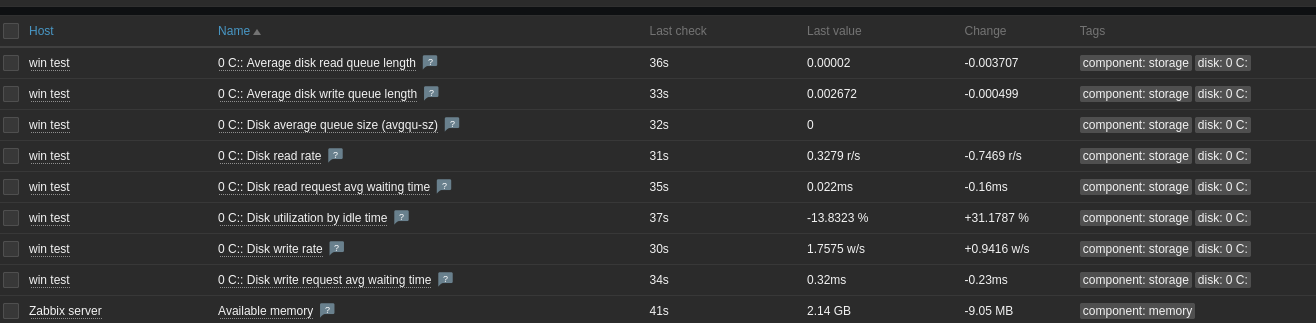 Host Name Last check Last value Change Tags
win test 0 C:: Average disk read queue length ? 36s 0.00002 -0.003707 component: storage disk: 0 C:
win test 0 C:: Average disk write queue length ? 33s 0.002672 -0.000499 component: storage disk: 0 C:
win test 0 C:: Disk average queue size (avgqu-sz) ? 32s 0 component: storage disk: 0 C:
win test 0 C:: Disk read rate ? 31s 0.3279 r/s -0.7469 r/s component: storage disk: 0 C:
win test 0 C:: Disk read request avg waiting time ? 35s 0.022ms -0.16ms component: storage disk: 0 C:
win test 0 C:: Disk utilization by idle time ? 37s -13.8323 % +31.1787 % component: storage disk: 0 C:
win test 0 C:: Disk write rate ? 30s 1.7575 w/s +0.9416 w/s component: storage disk: 0 C:
win test 0 C:: Disk write request avg waiting time ? 34s 0.32ms -0.23ms component: storage disk: 0 C:
Zabbix server Available memory ? 41s 2.14 GB -9.05 MB component: memory